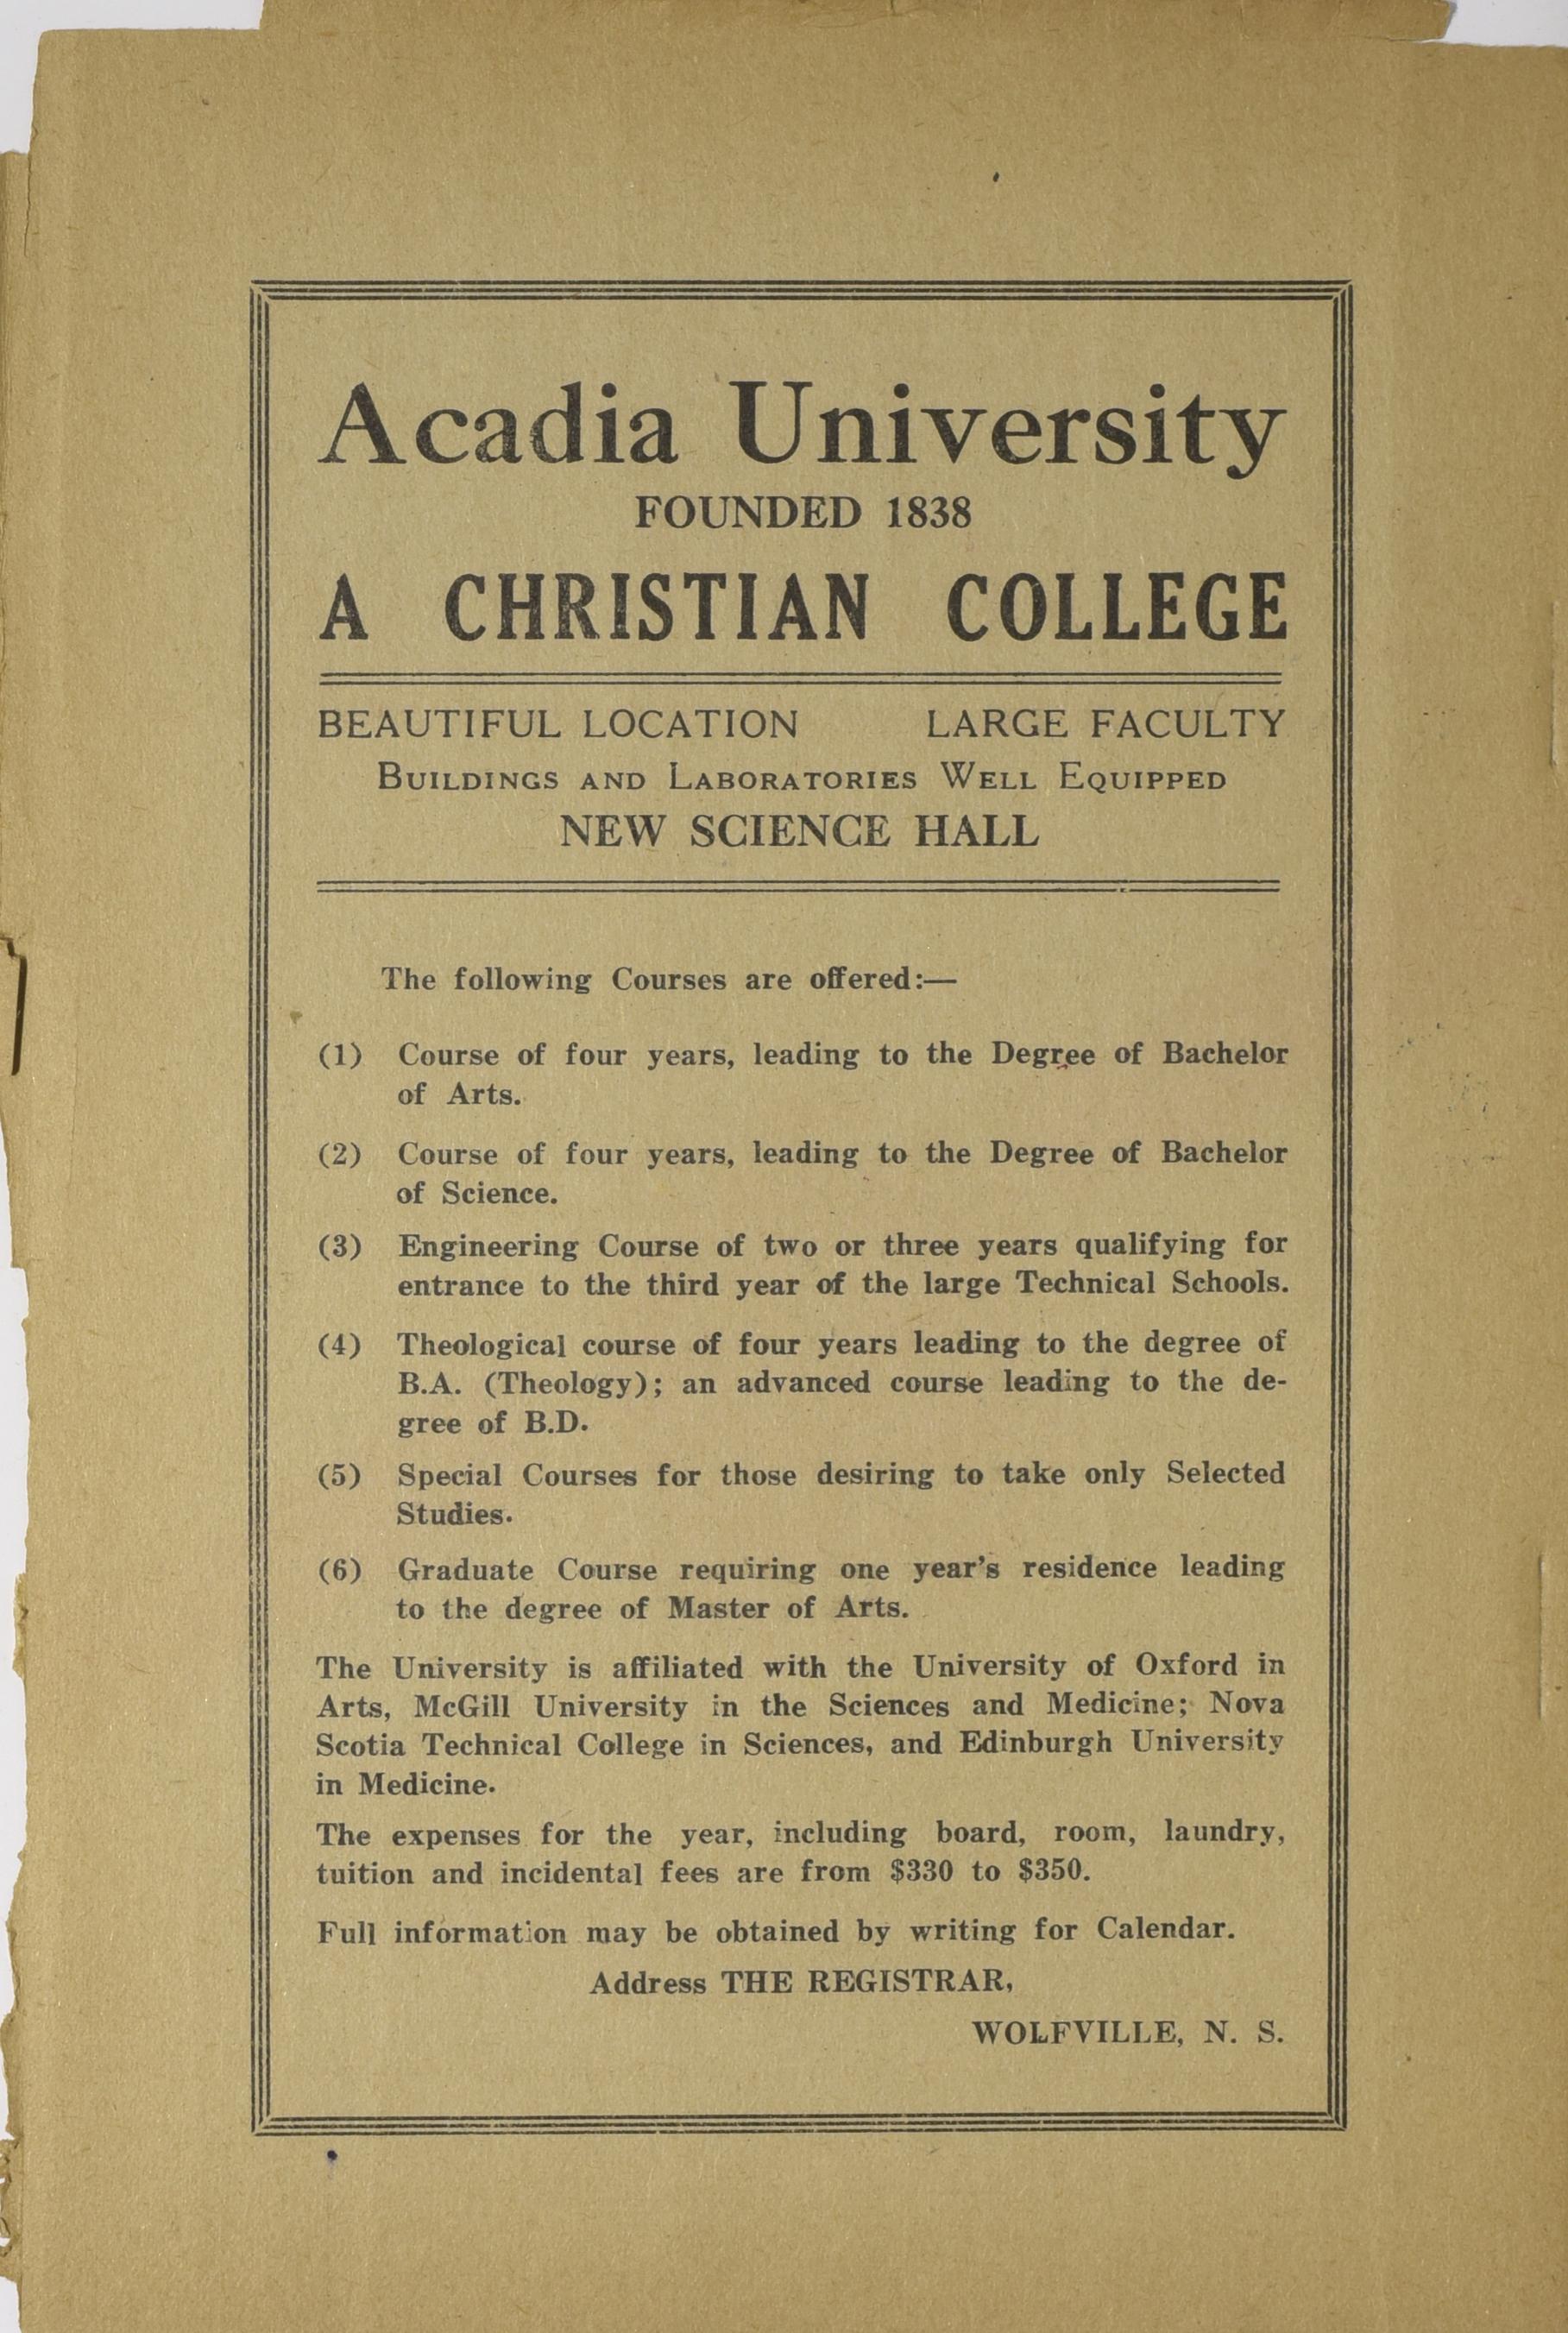 Acadia University
FOUNDED 1838
A CHRISTIAN COLLEGE
BEAUTIFUL LOCATION LARGE FACULTY
BUILDINGS AND LABORATORIES WELL EQUIPPED
NEW SCIENCE HALL
The following Courses are offered:—
(1) Course of four years, leading to the Degree of Bachelor
of Arts.
(2) Course of four years, leading to the Degree of Bachelor
of Science.
(3) Engineering Course of two or three years qualifying for
entrance to the third year of the large Technical Schools.
(4) Theological course of four years leading to the degree of
B.A. (Theology); an advanced course leading to the de-
gree of B.D.
(5) Special Courses for those desiring to take only Selected
Studies.
(6) Graduate Course requiring one year's residence leading
to the degree of Master of Arts.
The University is affiliated with the University of Oxford in
Arts, McGill University in the Sciences and Medicine; Nova
Scotia Technical College in Sciences, and Edinburgh University
in Medicine.
The expenses for the year, including board, room, laundry,
tuition and incidental fees are from $330 to $350.
Full information may be obtained by writing for Calendar.
Address THE REGISTRAR,
WOLFVILLE, N. S.